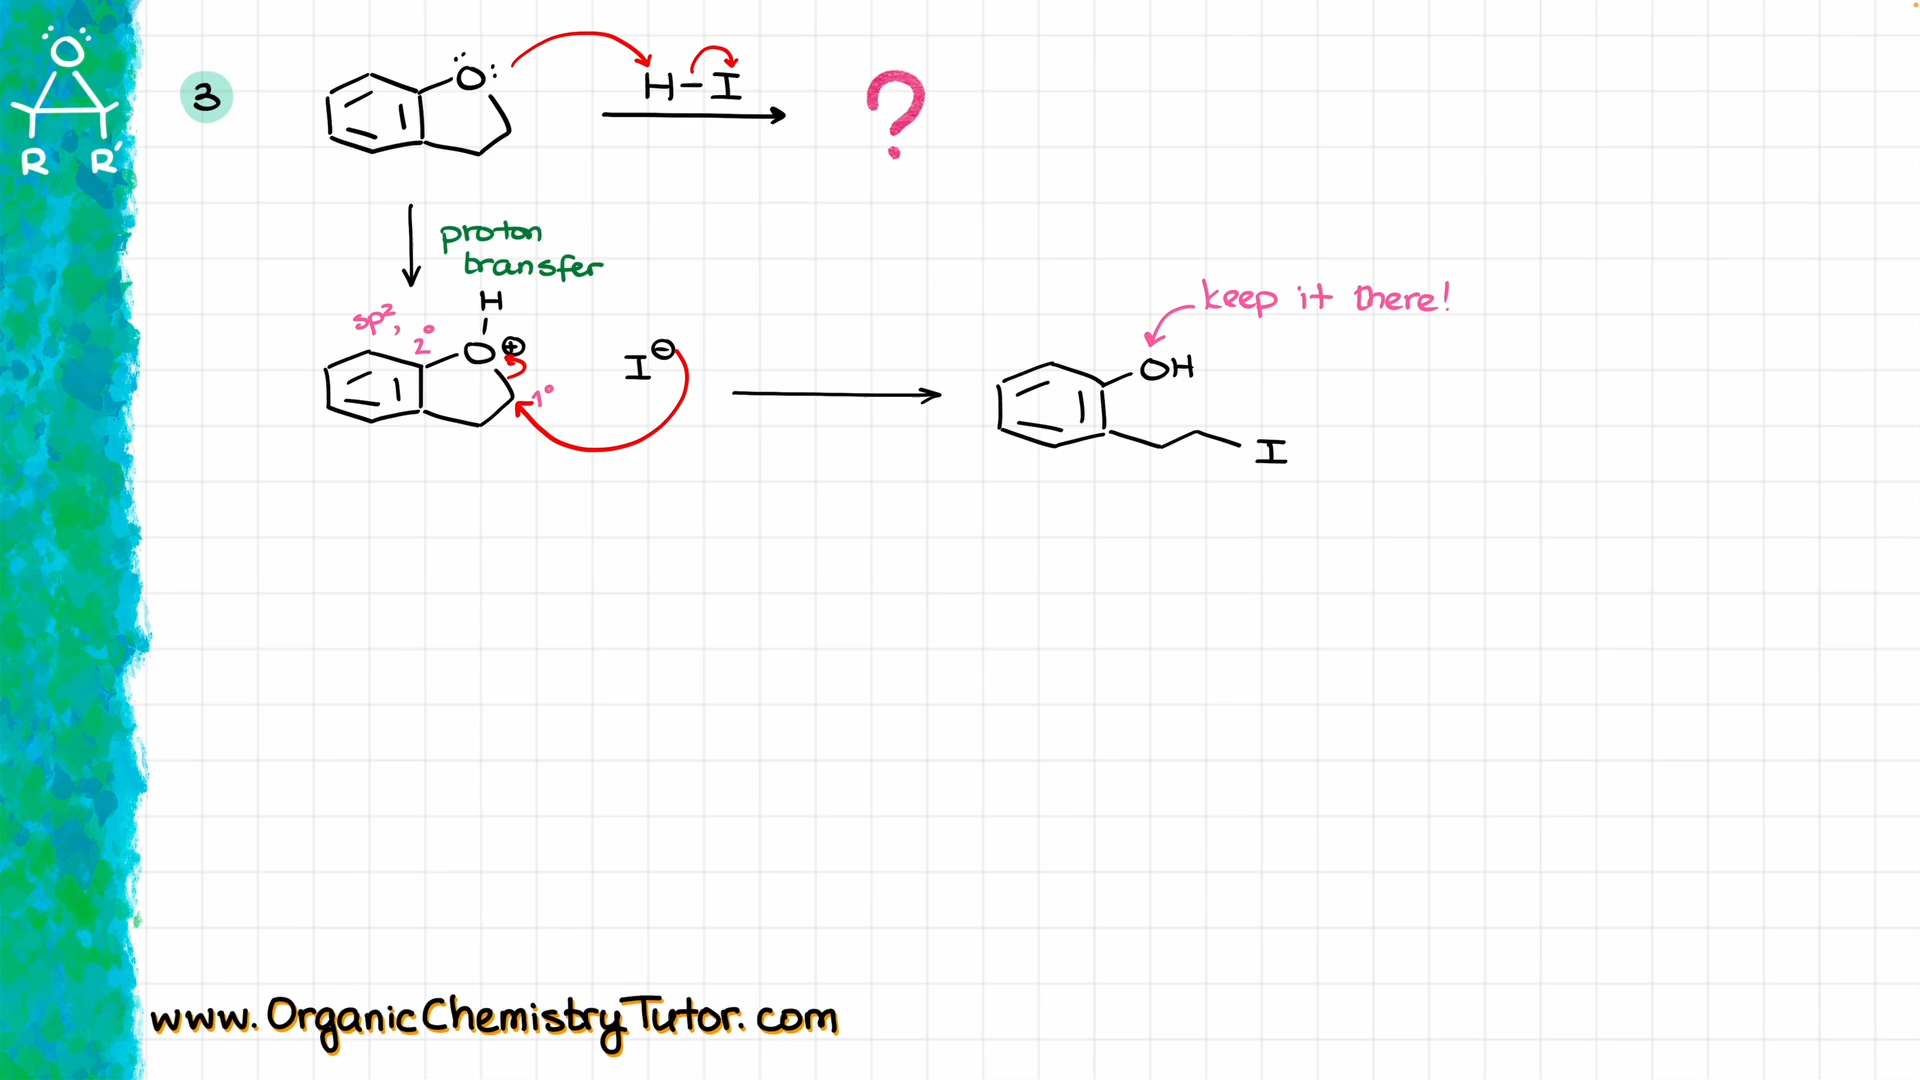 O
R R'
3
O
H-I
?
proton
transfer
H
sp², 2°
O⊕
I⊖
1°
keep it there!
OH
I
www.OrganicChemistryTutor.com